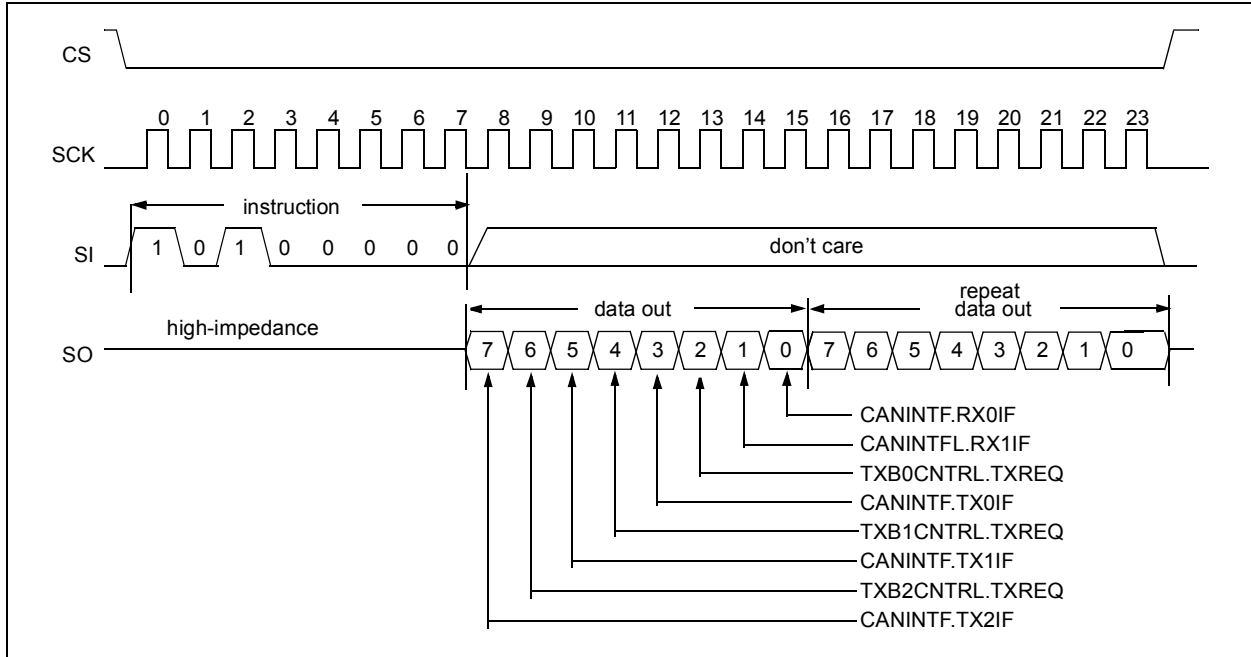 CS
0 1 2 3 4 5 6 7 8 9 10 11 12 13 14 15 16 17 18 19 20 21 22 23
SCK
instruction
SI 1 0 1 0 0 0 0 0 don't care
high-impedance
data out
repeat
data out
SO 7 6 5 4 3 2 1 0 7 6 5 4 3 2 1 0
CANINTF.RX0IF
CANINTFL.RX1IF
TXB0CNTRL.TXREQ
CANINTF.TX0IF
TXB1CNTRL.TXREQ
CANINTF.TX1IF
TXB2CNTRL.TXREQ
CANINTF.TX2IF